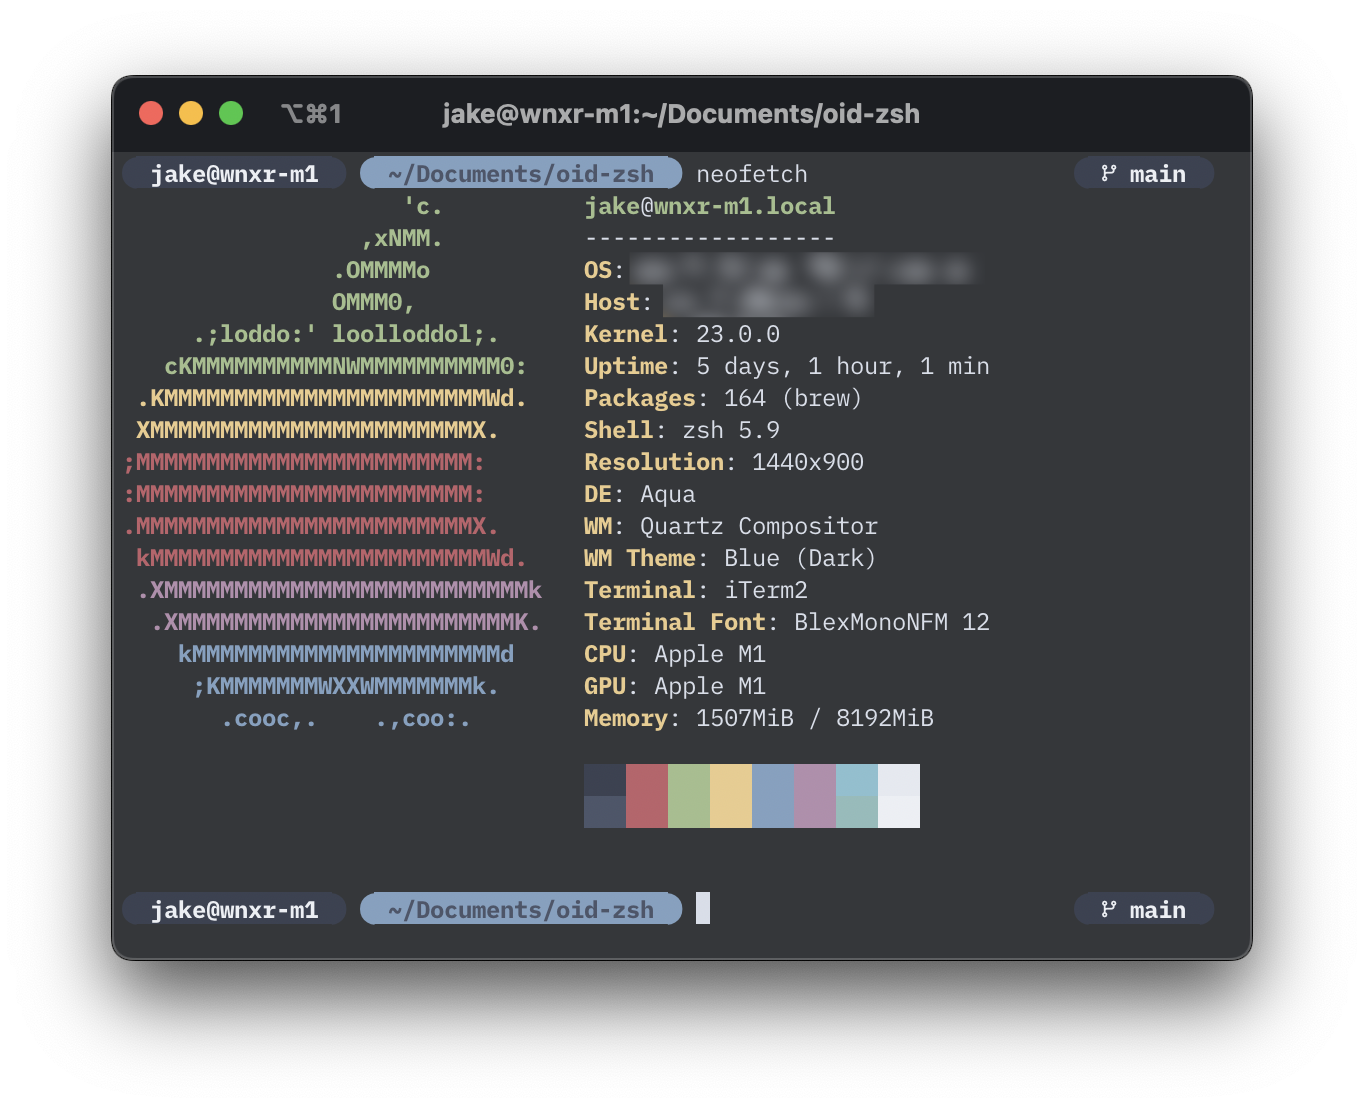 ⌥⌘1 jake@wnxr-m1:~/Documents/oid-zsh
jake@wnxr-m1 ~/Documents/oid-zsh neofetch main
'c.
,xNMM.
.OMMMMo
OMMM0,
.;loddo:' loolloddol;.
cKMMMMMMMMMMNWMMMMMMMMMM0:
.KMMMMMMMMMMMMMMMMMMMMMMMWd.
XMMMMMMMMMMMMMMMMMMMMMMMX.
;MMMMMMMMMMMMMMMMMMMMMMMM:
:MMMMMMMMMMMMMMMMMMMMMMMM:
.MMMMMMMMMMMMMMMMMMMMMMMMX.
kMMMMMMMMMMMMMMMMMMMMMMMMWd.
.XMMMMMMMMMMMMMMMMMMMMMMMMMMk
.XMMMMMMMMMMMMMMMMMMMMMMMMK.
kMMMMMMMMMMMMMMMMMMMMMMd
;KMMMMMMMWXXWMMMMMMMk.
.cooc,. .,coo:.
jake@wnxr-m1.local
------------------
OS:
Host:
Kernel: 23.0.0
Uptime: 5 days, 1 hour, 1 min
Packages: 164 (brew)
Shell: zsh 5.9
Resolution: 1440x900
DE: Aqua
WM: Quartz Compositor
WM Theme: Blue (Dark)
Terminal: iTerm2
Terminal Font: BlexMonoNFM 12
CPU: Apple M1
GPU: Apple M1
Memory: 1507MiB / 8192MiB
jake@wnxr-m1 ~/Documents/oid-zsh main